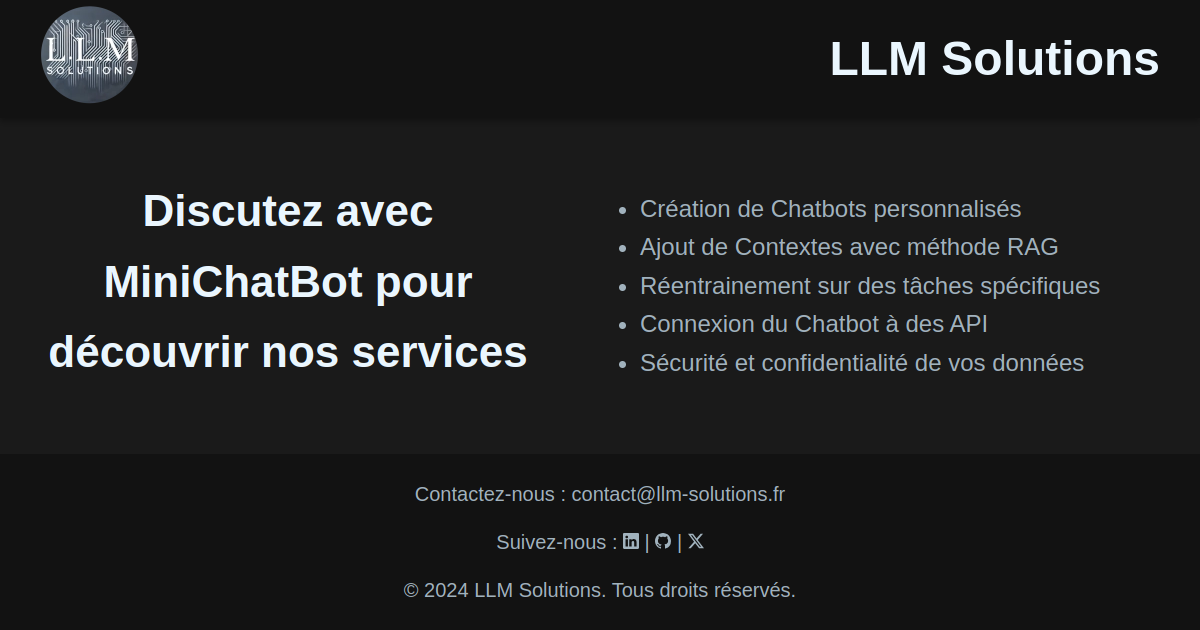 L.L.M
SOLUTIONS
LLM Solutions
Discutez avec
MiniChatBot pour
découvrir nos services
Création de Chatbots personnalisés
Ajout de Contextes avec méthode RAG
Réentrainement sur des tâches spécifiques
Connexion du Chatbot à des API
Sécurité et confidentialité de vos données
Contactez-nous : contact@llm-solutions.fr
Suivez-nous : in | | X
© 2024 LLM Solutions. Tous droits réservés.